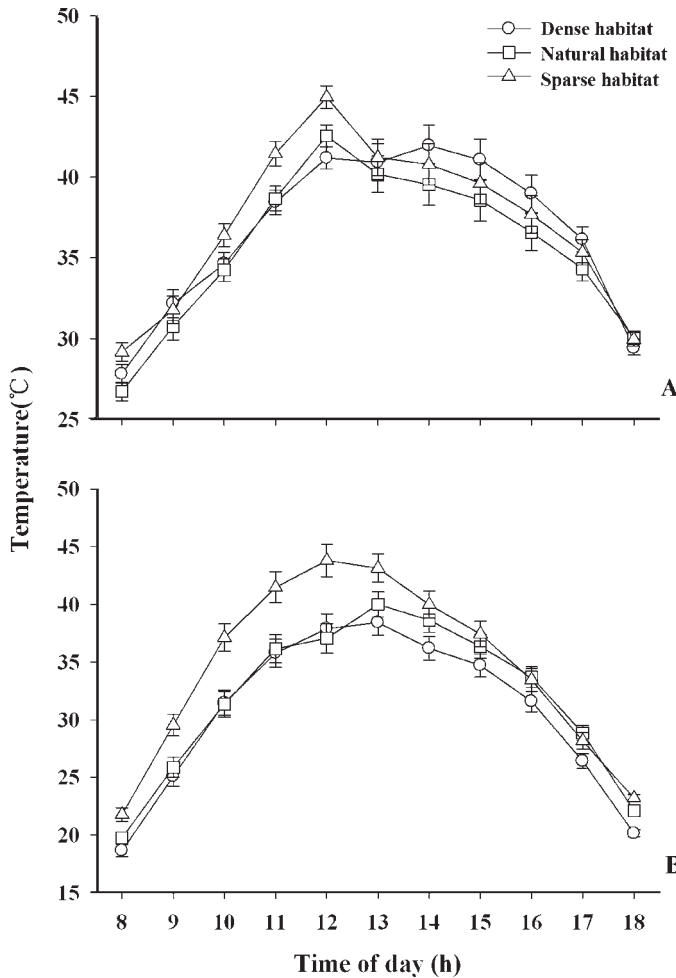 50
45
40
35
30
25
Dense habitat
Natural habitat
Sparse habitat
A
Temperature(℃)
50
45
40
35
30
25
20
15
B
8 9 10 11 12 13 14 15 16 17 18
Time of day (h)